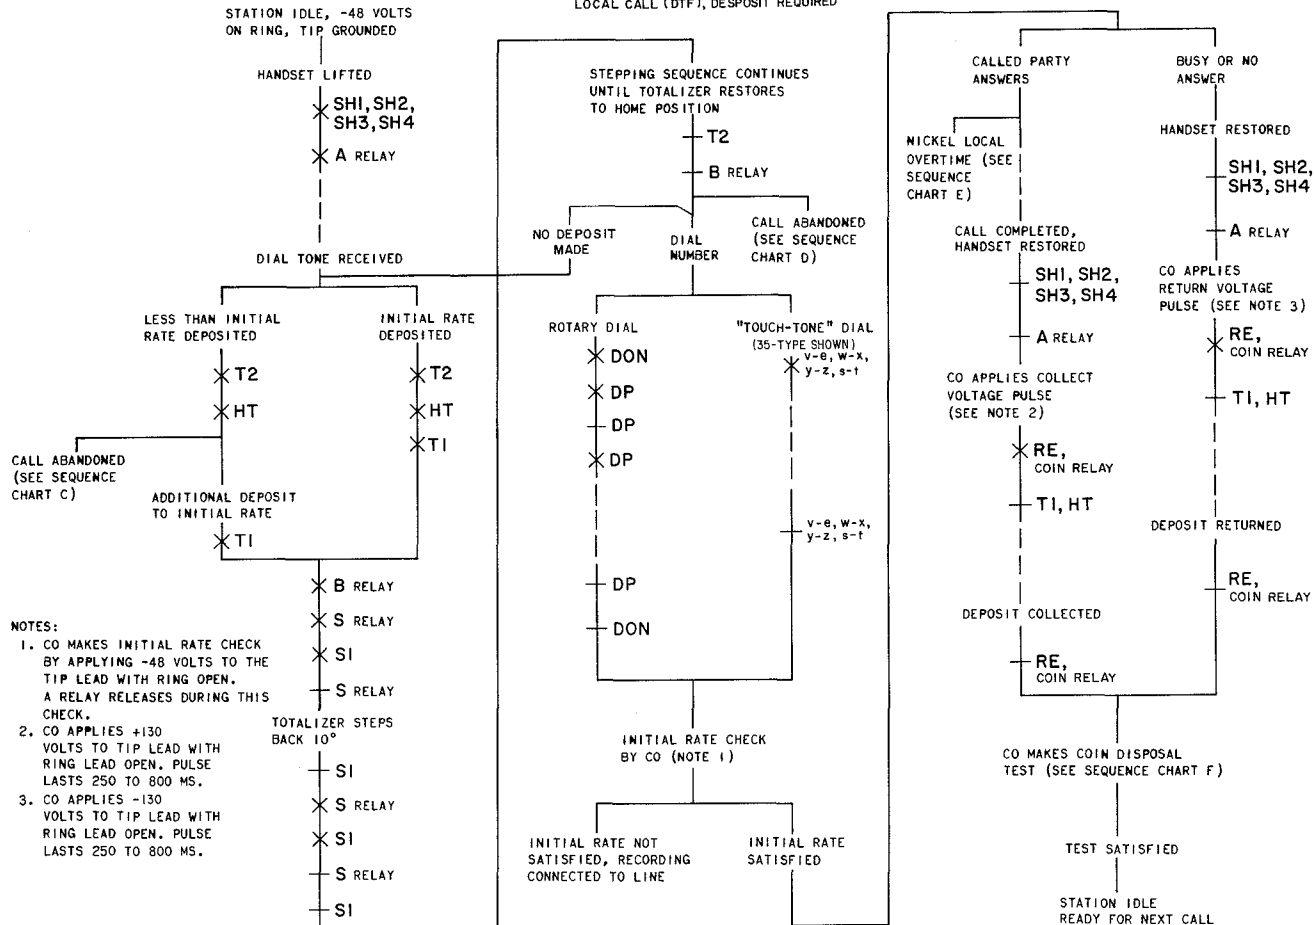 LOCAL CALL (DTF), DESPOSIT REQUIRED
STATION IDLE, -48 VOLTS
ON RING, TIP GROUNDED
HANDSET LIFTED
SH1, SH2,
SH3, SH4
A RELAY
DIAL TONE RECEIVED
LESS THAN INITIAL
RATE DEPOSITED
INITIAL RATE
DEPOSITED
T2
HT
T2
HT
T1
CALL ABANDONED
(SEE SEQUENCE
CHART C)
ADDITIONAL DEPOSIT
TO INITIAL RATE
T1
B RELAY
S RELAY
S1
S RELAY
TOTALIZER STEPS
BACK 10°
S1
S RELAY
S1
S RELAY
S1
NOTES:
1. CO MAKES INITIAL RATE CHECK
BY APPLYING -48 VOLTS TO THE
TIP LEAD WITH RING OPEN.
A RELAY RELEASES DURING THIS
CHECK.
2. CO APPLIES +130
VOLTS TO TIP LEAD WITH
RING LEAD OPEN. PULSE
LASTS 250 TO 800 MS.
3. CO APPLIES -130
VOLTS TO TIP LEAD WITH
RING LEAD OPEN. PULSE
LASTS 250 TO 800 MS.
STEPPING SEQUENCE CONTINUES
UNTIL TOTALIZER RESTORES
TO HOME POSITION
T2
B RELAY
NO DEPOSIT
MADE
DIAL
NUMBER
CALL ABANDONED
(SEE SEQUENCE
CHART D)
ROTARY DIAL
DON
DP
DP
DP
DP
DON
"TOUCH-TONE" DIAL
(35-TYPE SHOWN)
v-e, w-x,
y-z, s-t
v-e, w-x,
y-z, s-t
INITIAL RATE CHECK
BY CO (NOTE 1)
INITIAL RATE NOT
SATISFIED, RECORDING
CONNECTED TO LINE
INITIAL RATE
SATISFIED
CALLED PARTY
ANSWERS
NICKEL LOCAL
OVERTIME (SEE
SEQUENCE
CHART E)
CALL COMPLETED,
HANDSET RESTORED
SH1, SH2,
SH3, SH4
A RELAY
CO APPLIES COLLECT
VOLTAGE PULSE
(SEE NOTE 2)
RE,
COIN RELAY
T1, HT
DEPOSIT COLLECTED
RE,
COIN RELAY
BUSY OR NO
ANSWER
HANDSET RESTORED
SH1, SH2,
SH3, SH4
A RELAY
CO APPLIES
RETURN VOLTAGE
PULSE (SEE NOTE 3)
RE,
COIN RELAY
T1, HT
DEPOSIT RETURNED
RE,
COIN RELAY
CO MAKES COIN DISPOSAL
TEST (SEE SEQUENCE CHART F)
TEST SATISFIED
STATION IDLE
READY FOR NEXT CALL